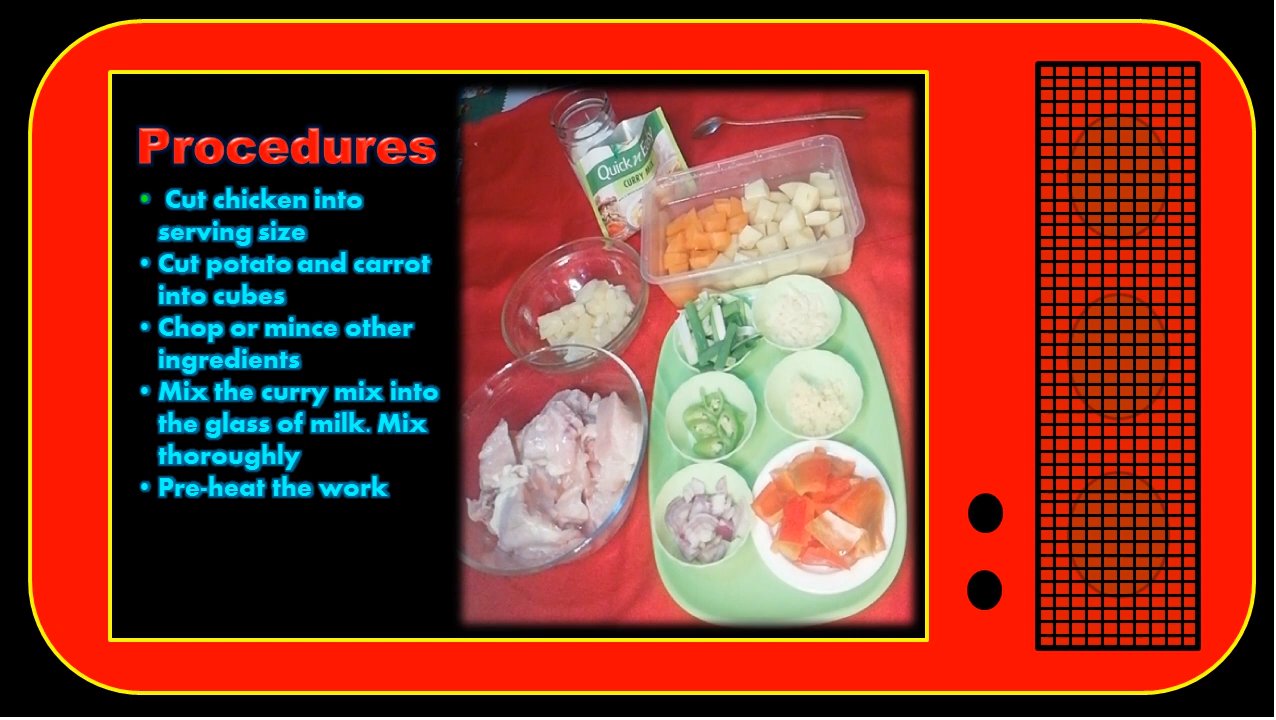 Procedures
• Cut chicken into
serving size
• Cut potato and carrot
into cubes
• Chop or mince other
ingredients
• Mix the curry mix into
the glass of milk. Mix
thoroughly
• Pre-heat the work
Quick n Easy
CURRY MIX